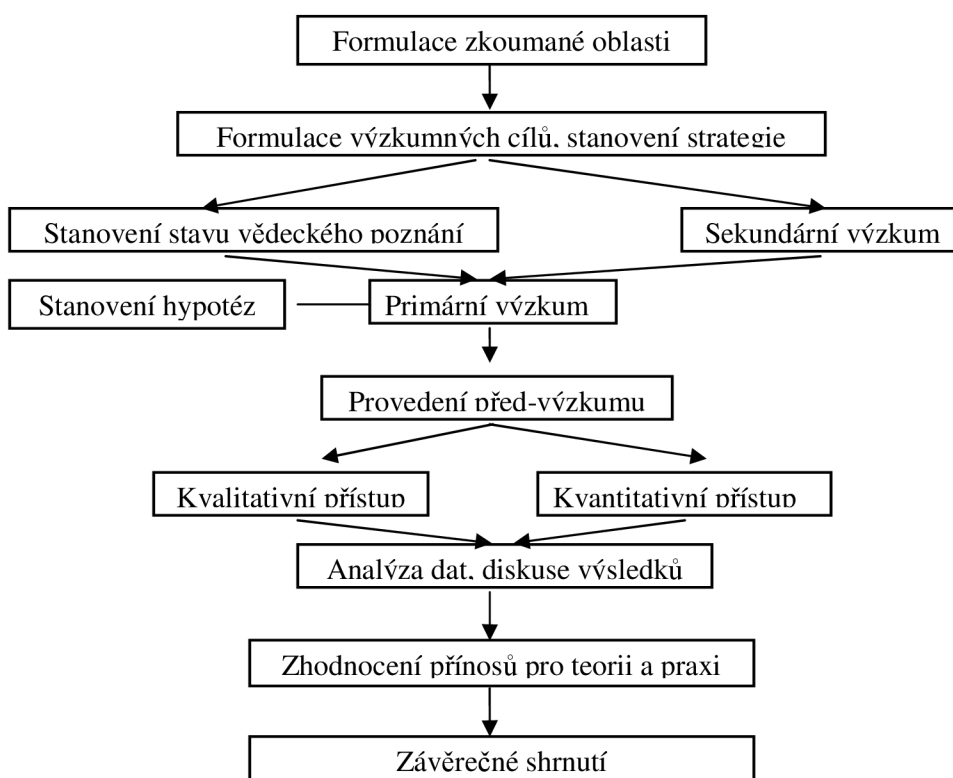 Formulace zkoumané oblasti
Formulace výzkumných cílů, stanovení strategie
Stanovení stavu vědeckého poznání
Sekundární výzkum
Stanovení hypotéz
Primární výzkum
Provedení před-výzkumu
Kvalitativní přístup
Kvantitativní přístup
Analýza dat, diskuse výsledků
Zhodnocení přínosů pro teorii a praxi
Závěrečné shrnutí